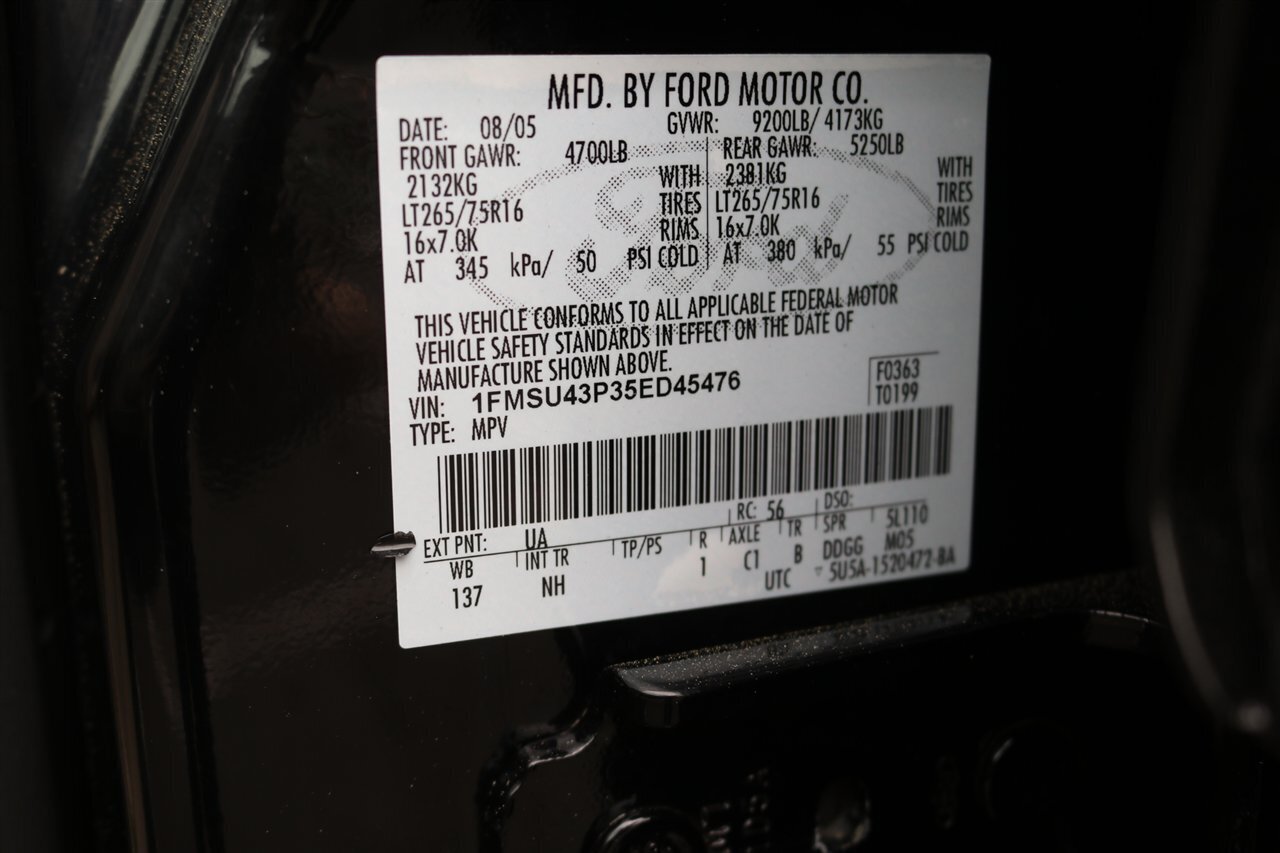 MFD. BY FORD MOTOR CO.
DATE: 08/05 GVWR: 9200LB/ 4173KG
FRONT GAWR: 4700LB REAR GAWR: 5250LB
2132KG WITH 2381KG WITH
LT265/75R16 TIRES LT265/75R16 TIRES
16x7.0K RIMS 16x7.0K RIMS
AT 345 kPa/ 50 PSI COLD AT 380 kPa/ 55 PSI COLD
THIS VEHICLE CONFORMS TO ALL APPLICABLE FEDERAL MOTOR
VEHICLE SAFETY STANDARDS IN EFFECT ON THE DATE OF
MANUFACTURE SHOWN ABOVE.
VIN: 1FMSU43P35ED45476 F0363
TYPE: MPV T0199
EXT PNT: UA RC: 56 DSO:
WB INT TR TP/PS R AXLE TR SPR 5L110
137 NH 1 C1 B DDGG M05
UTC 5U5A-1520472-BA